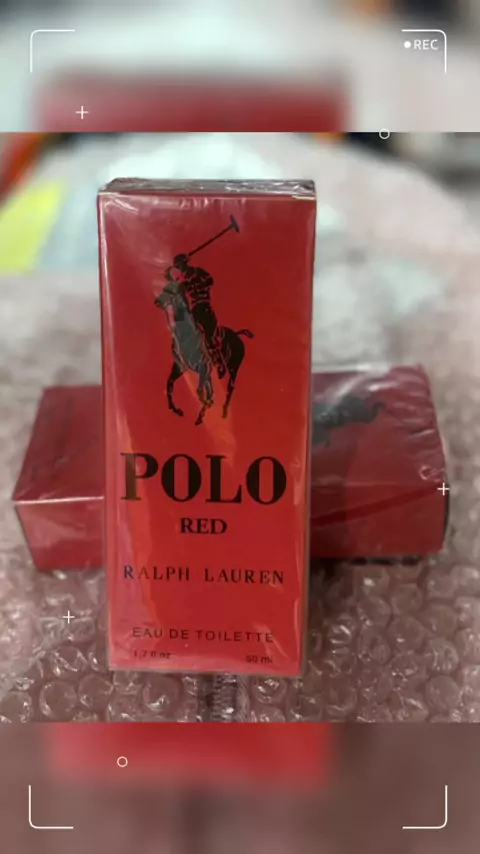 REC
POLO
RED
RALPH LAUREN
EAU DE TOILETTE
1.7 fl oz 50 ml